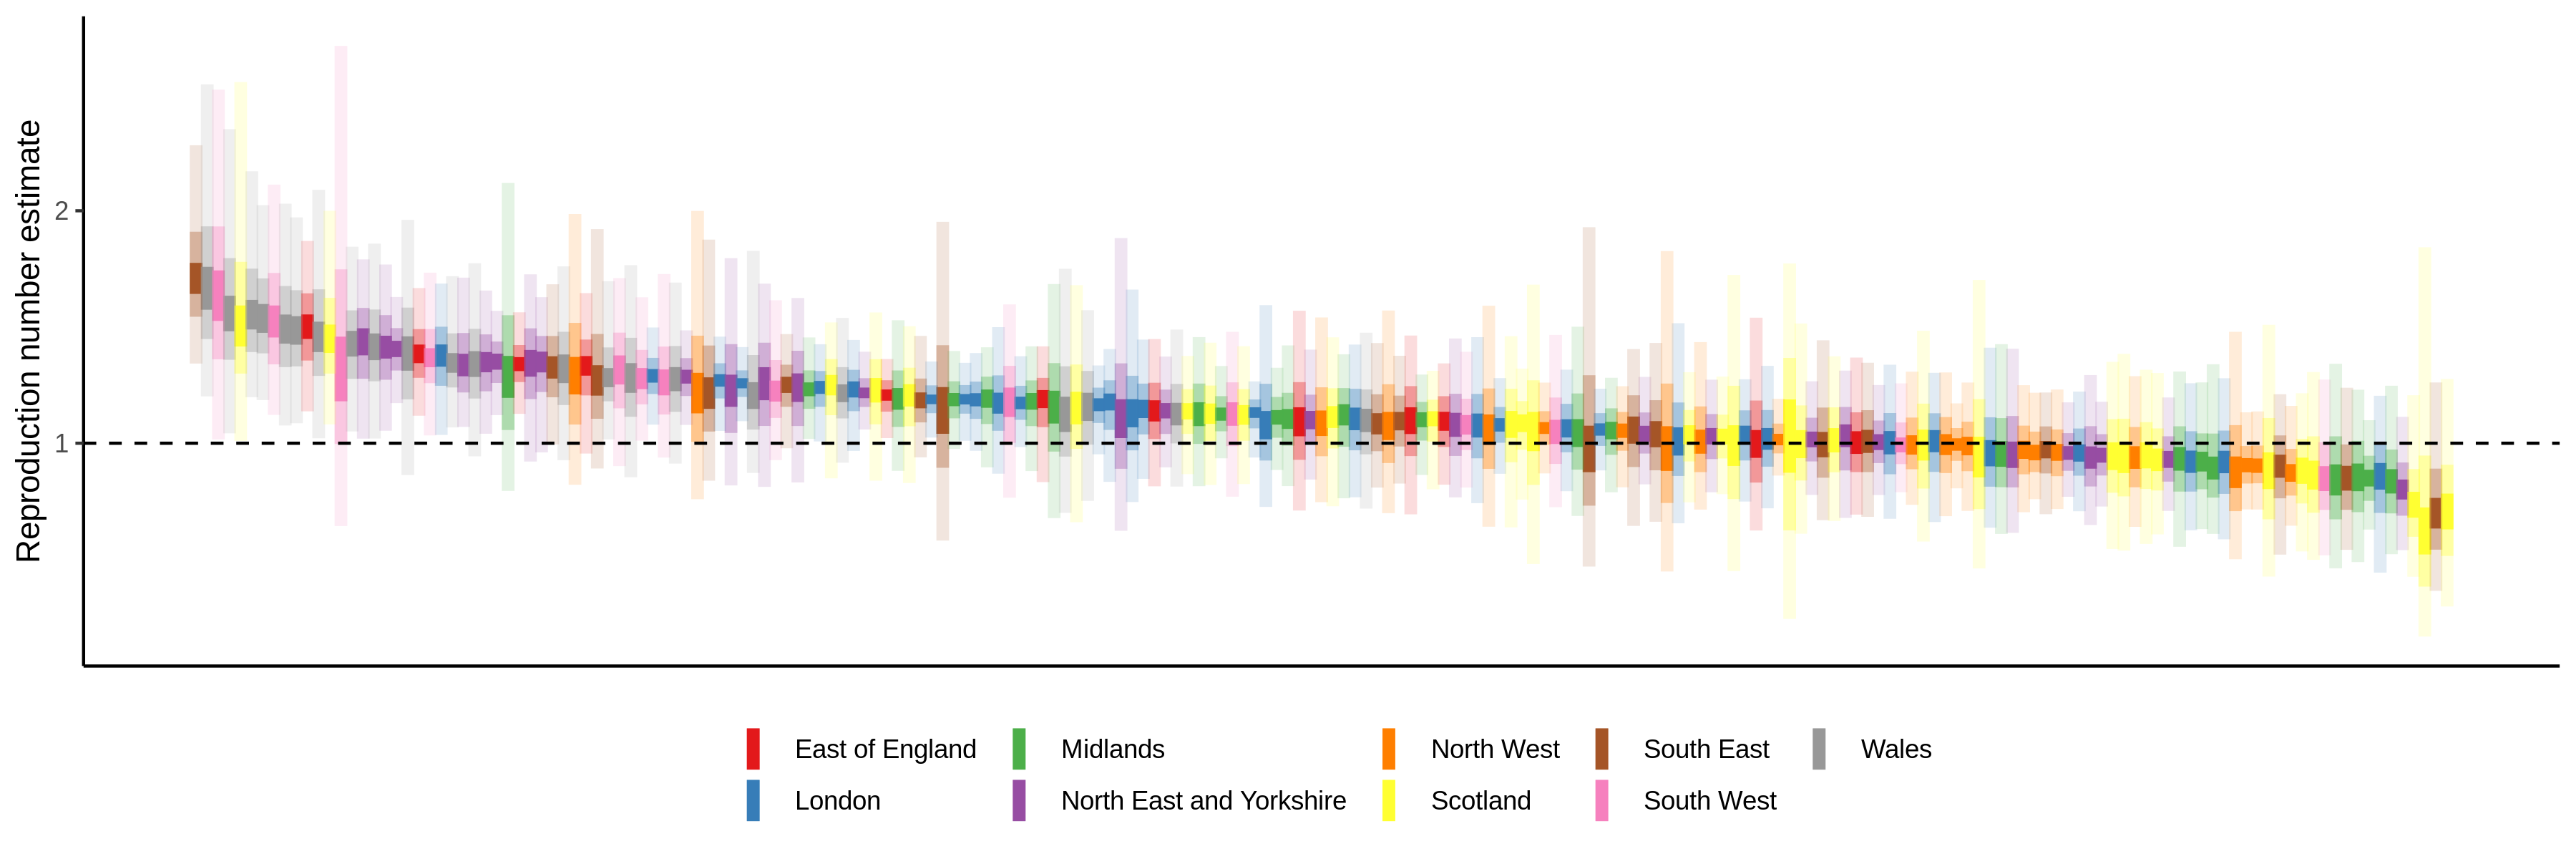 Reproduction number estimate
2
1
East of England
Midlands
North West
South East
Wales
London
North East and Yorkshire
Scotland
South West